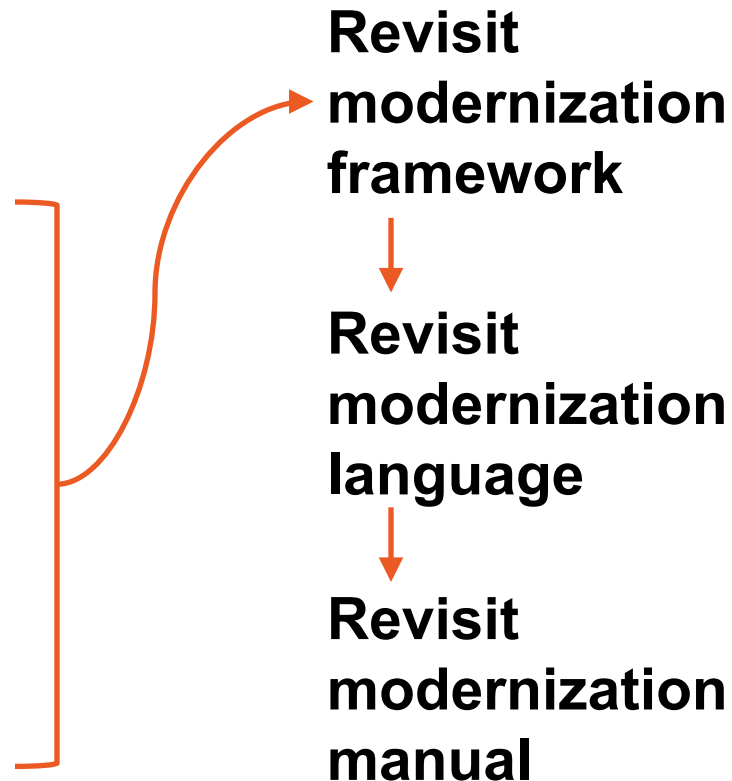 Revisit
modernization
framework
Revisit
modernization
language
Revisit
modernization
manual